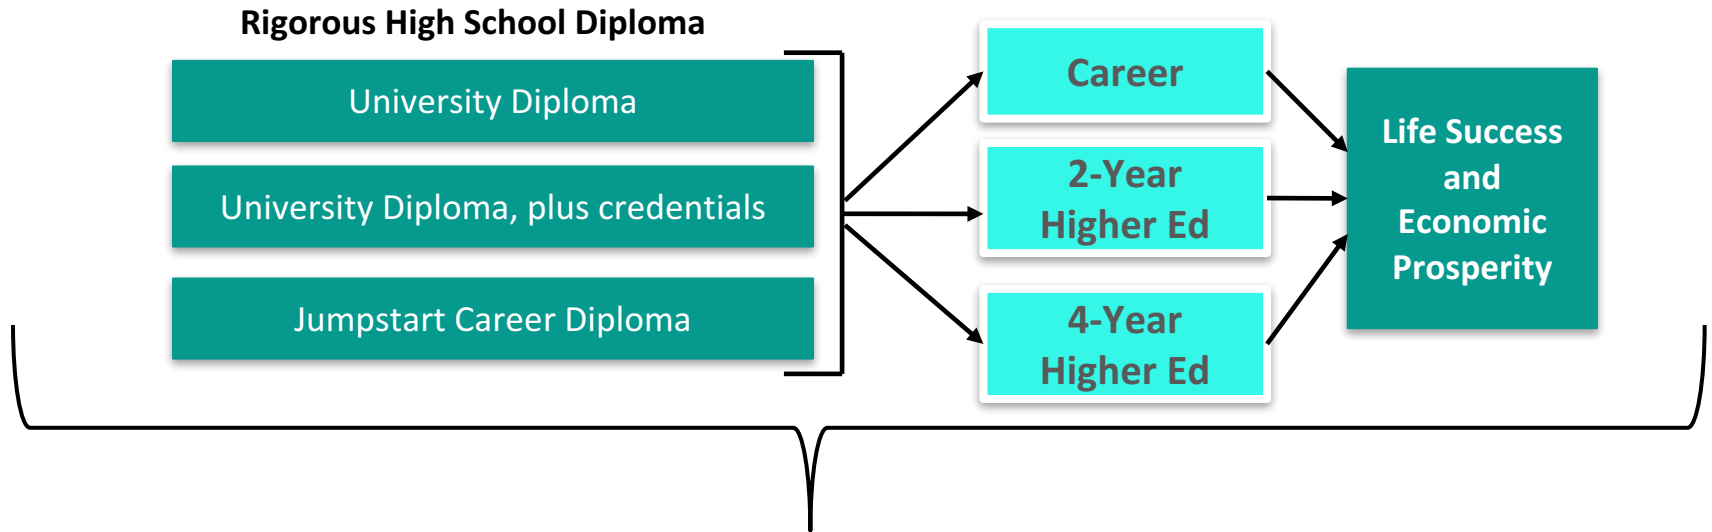 Rigorous High School Diploma
University Diploma
University Diploma, plus credentials
Jumpstart Career Diploma
Career
2-Year
Higher Ed
4-Year
Higher Ed
Life Success
and
Economic
Prosperity